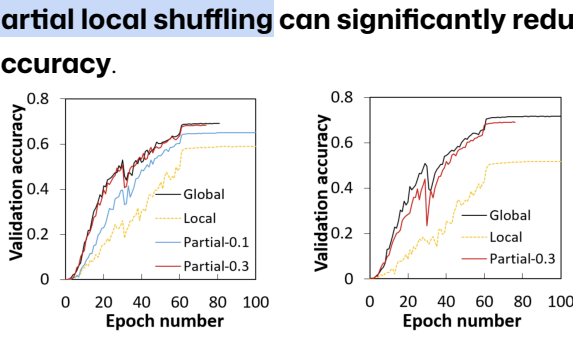 artial local shuffling can significantly redu
ccuracy.
0.8
0.6
0.4
0.2
0
Validation accuracy
Global
Local
Partial-0.1
Partial-0.3
0 20 40 60 80 100
Epoch number
0.8
0.6
0.4
0.2
0
Validation accuracy
Global
Local
Partial-0.3
0 20 40 60 80 100
Epoch number